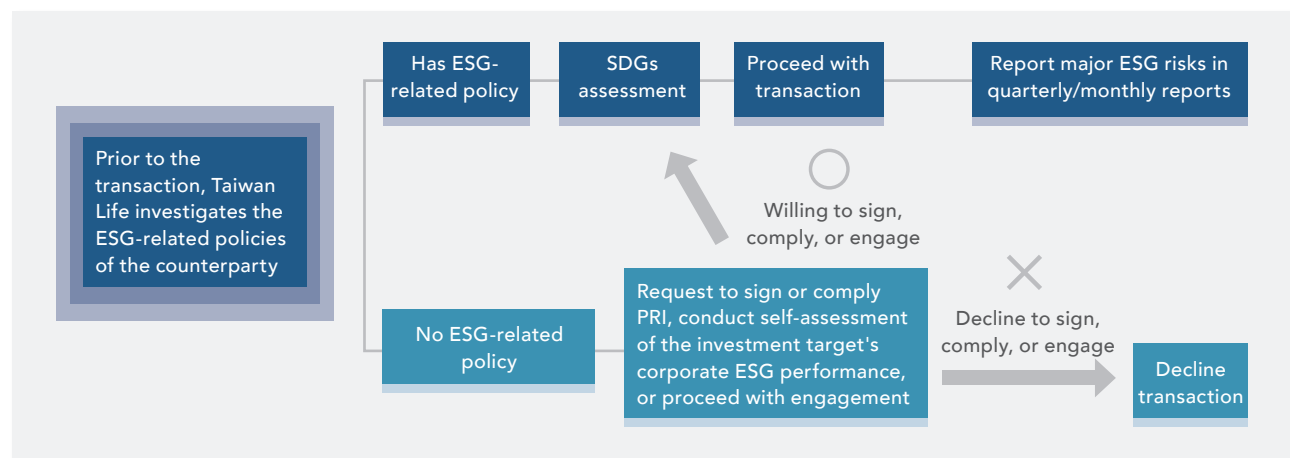 Prior to the
transaction, Taiwan
Life investigates the
ESG-related policies
of the counterparty
Has ESG-
related policy
SDGs
assessment
Proceed with
transaction
Report major ESG risks in
quarterly/monthly reports
Willing to sign,
comply, or engage
No ESG-related
policy
Request to sign or comply
PRI, conduct self-assessment
of the investment target's
corporate ESG performance,
or proceed with engagement
Decline to sign,
comply, or engage
Decline
transaction